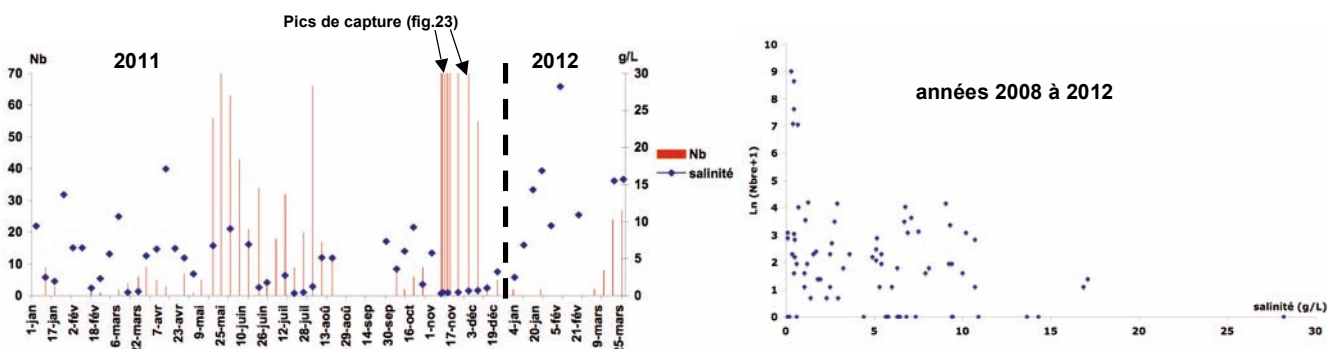 Pics de capture (fig.23)
Nb
2011
2012
g/L
70
60
50
40
30
20
10
0
30
25
20
15
10
5
0
1-jan
17-jan
2-fév
18-fév
6-mars
22-mars
7-avr
23-avr
9-mai
25-mai
10-juin
26-juin
12-juil
28-juil
13-aoû
29-aoû
14-sep
30-sep
16-oct
1-nov
17-nov
3-déc
19-déc
4-jan
20-jan
5-fév
21-fév
9-mars
25-mars
Nb
salinité
années 2008 à 2012
Ln (Nbre+1)
10
9
8
7
6
5
4
3
2
1
0
salinité (g/L)
0
5
10
15
20
25
30